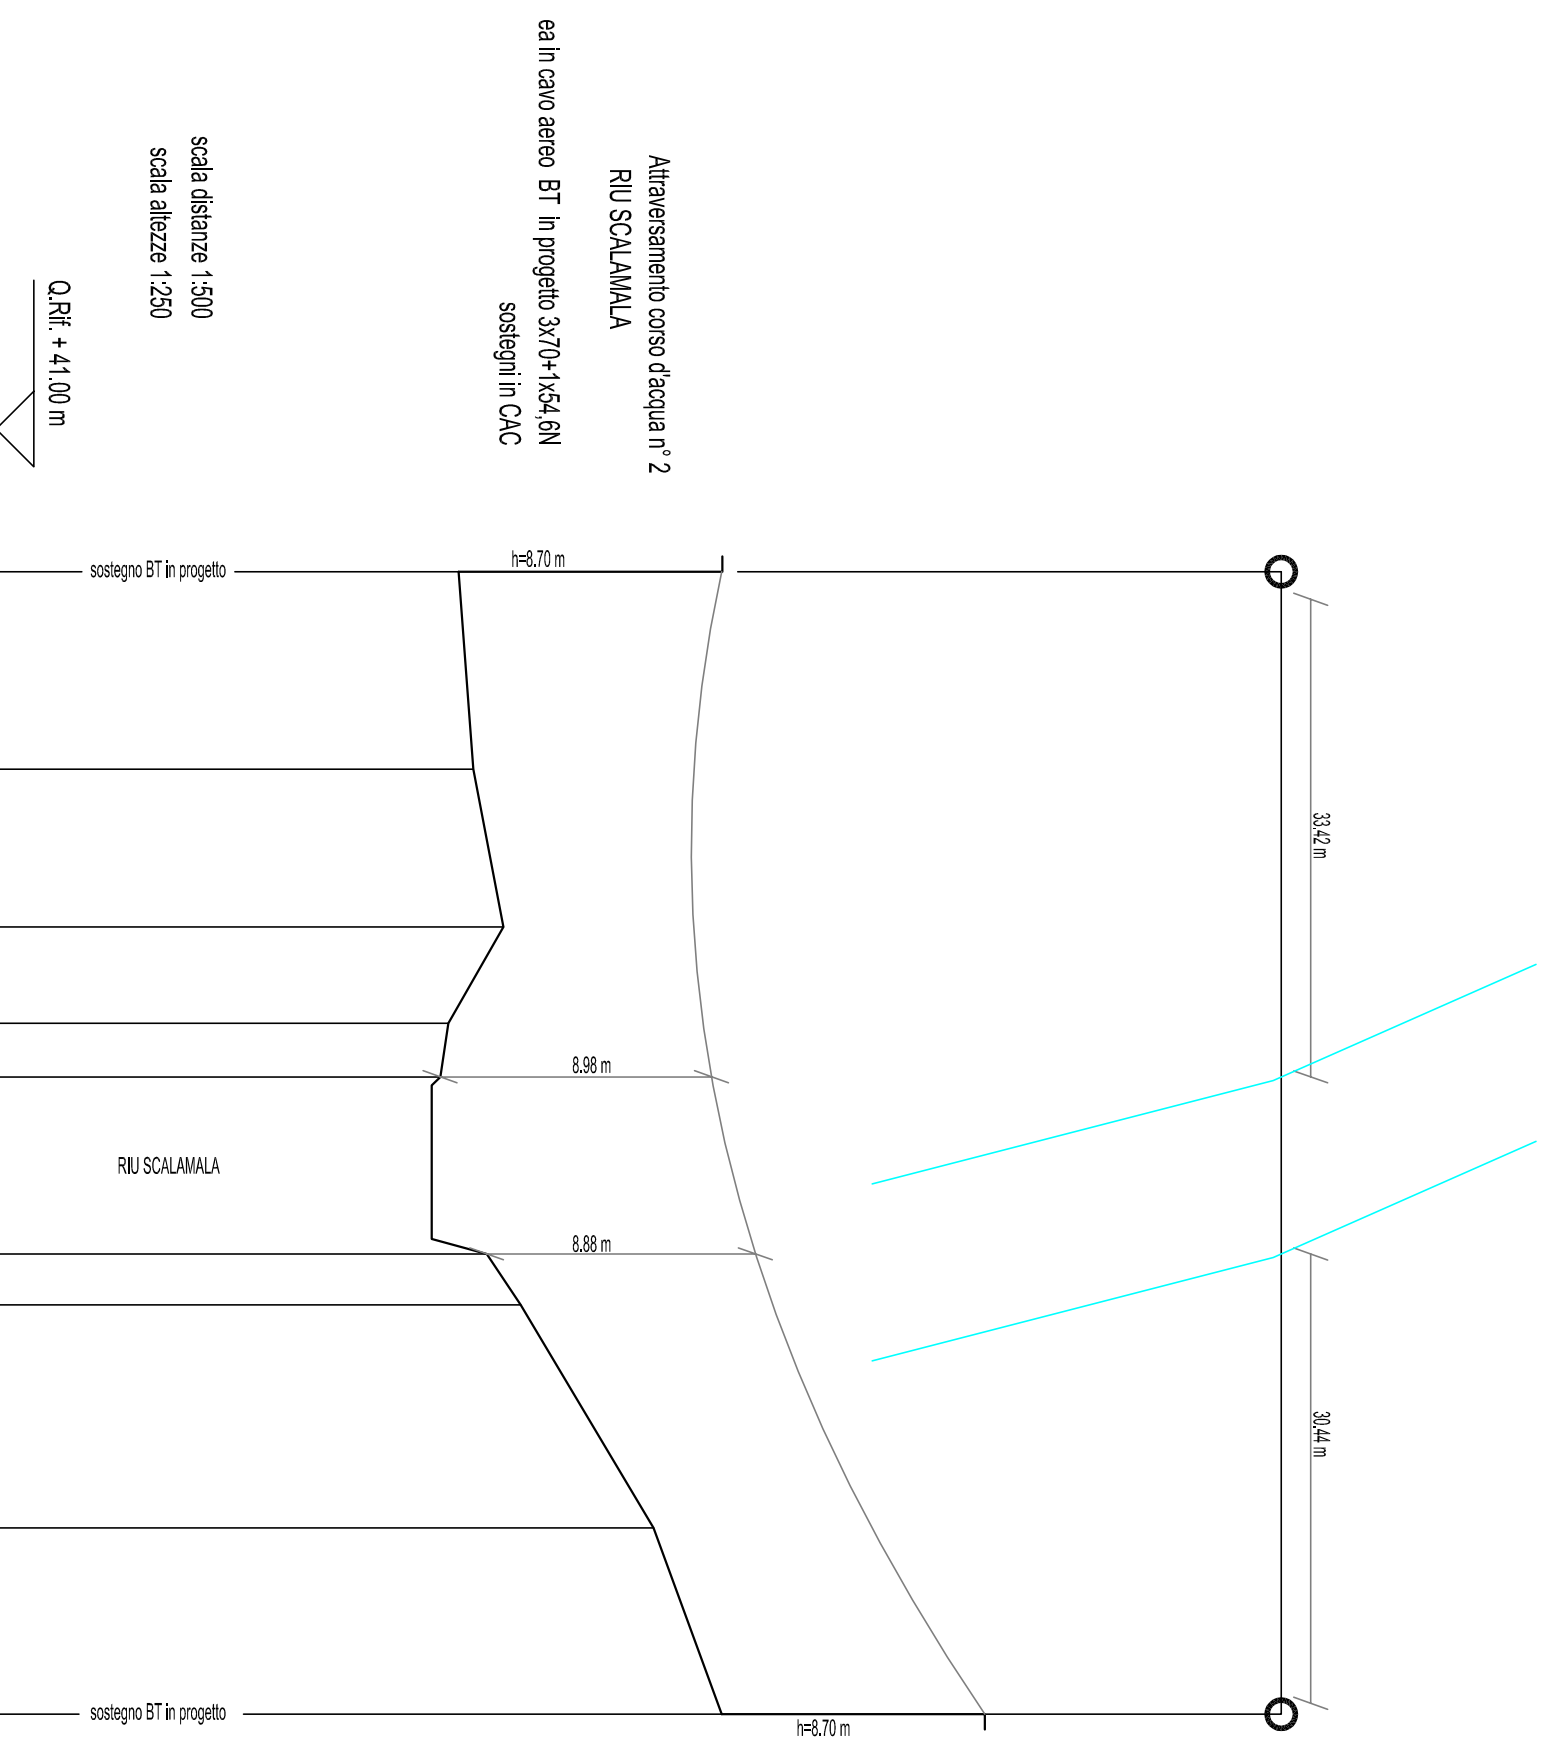 Attraversamento corso d'acqua n° 2
RIU SCALAMALA
ea in cavo aereo BT in progetto 3x70+1x54,6N
sostegni in CAC
scala distanze 1:500
scala altezze 1:250
Q.Rif. + 41.00 m
sostegno BT in progetto
h=8.70 m
33,42 m
8.98 m
RIU SCALAMALA
8.88 m
30,44 m
sostegno BT in progetto
h=8.70 m